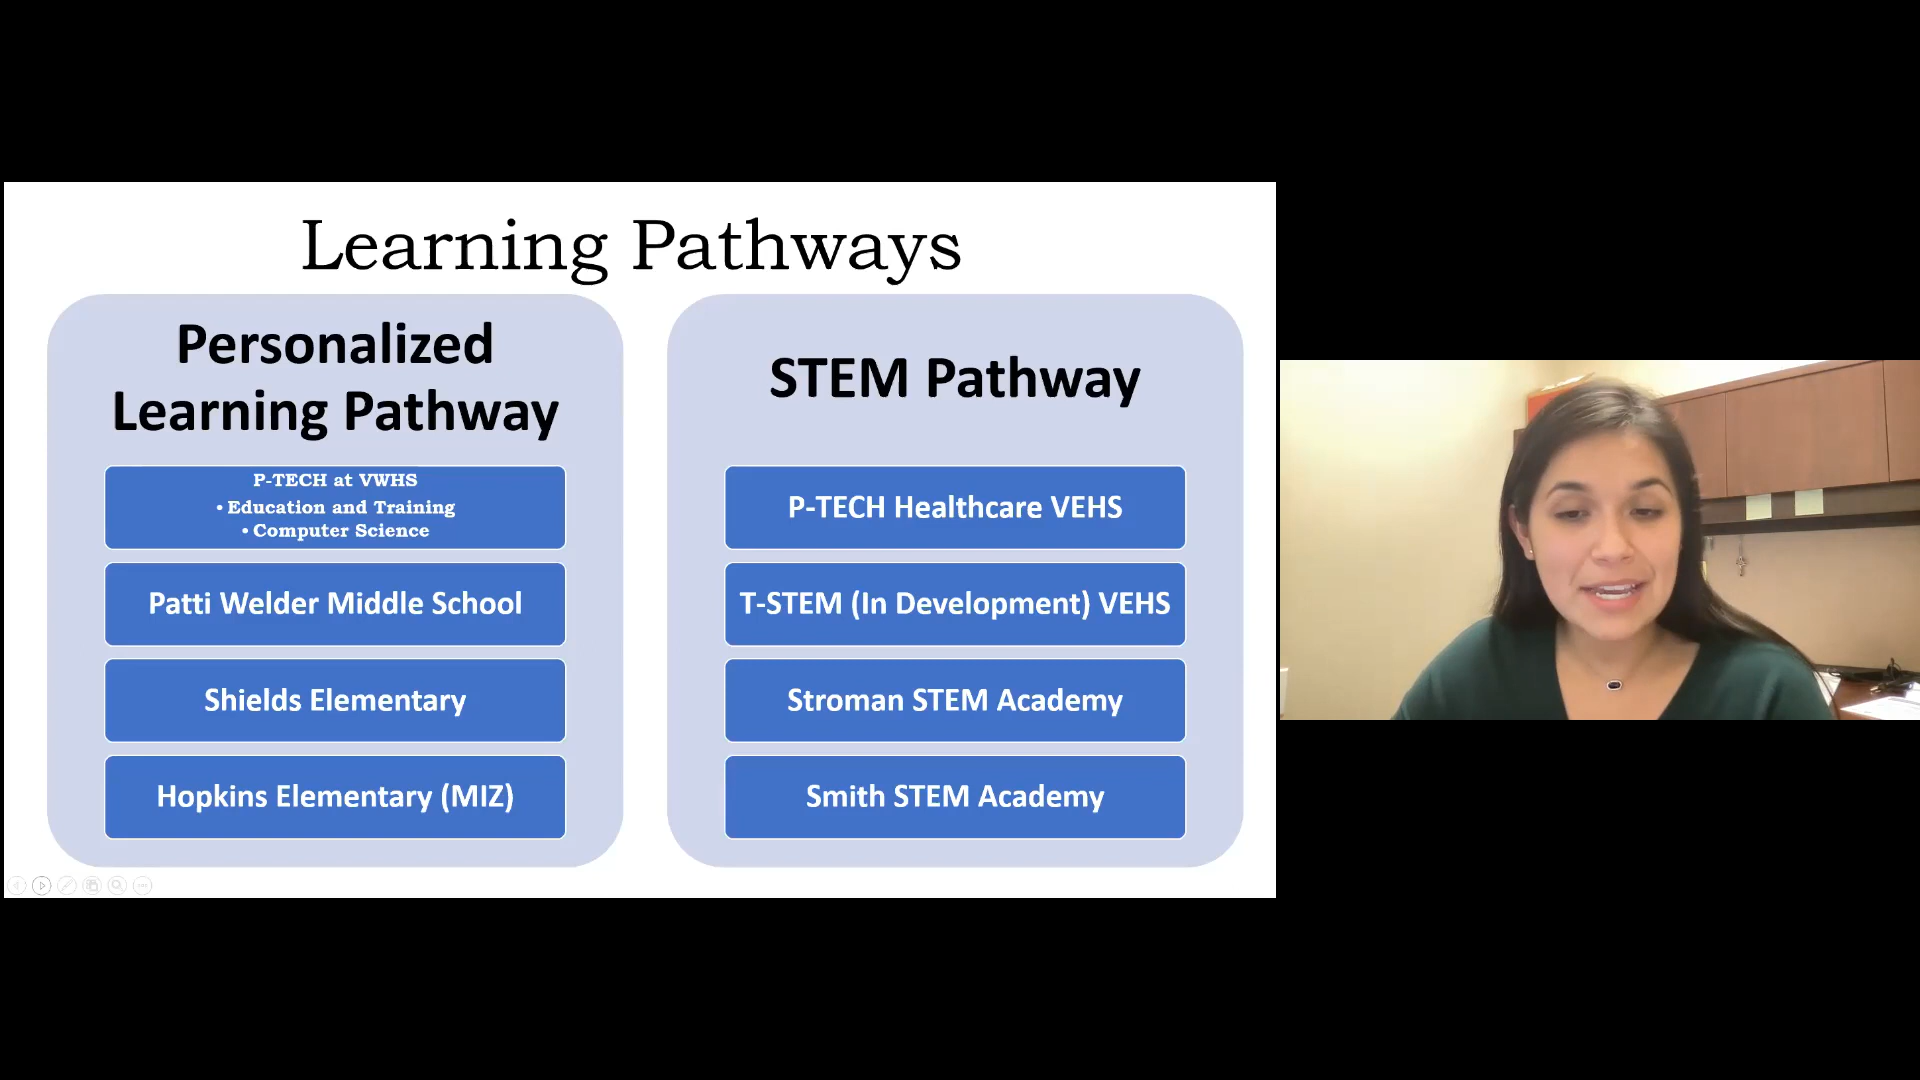 Learning Pathways
Personalized
Learning Pathway
P-TECH at VWHS
• Education and Training
• Computer Science
Patti Welder Middle School
Shields Elementary
Hopkins Elementary (MIZ)
STEM Pathway
P-TECH Healthcare VEHS
T-STEM (In Development) VEHS
Stroman STEM Academy
Smith STEM Academy